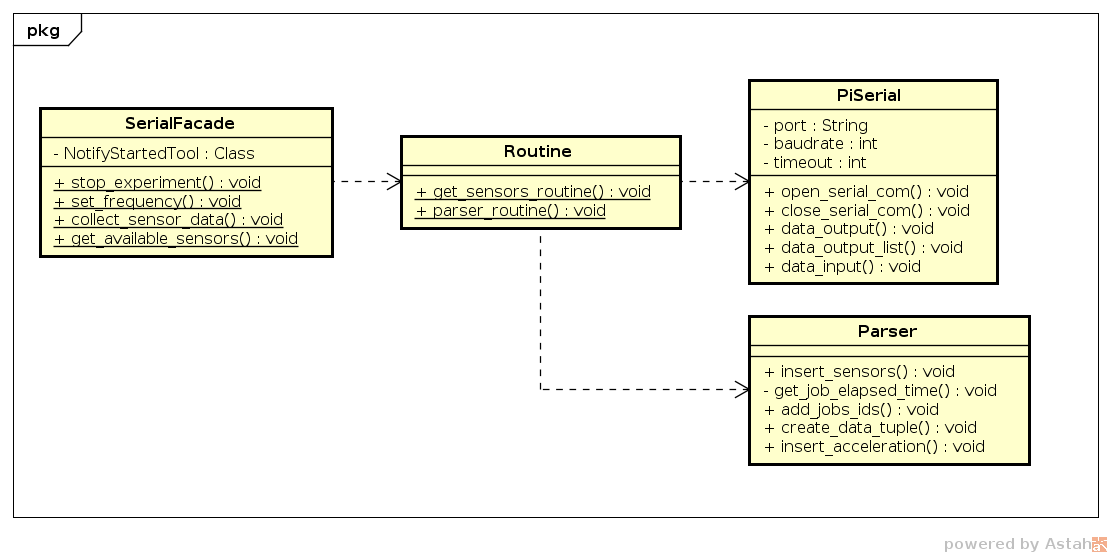 pkg
SerialFacade
- NotifyStartedTool : Class
+ stop_experiment() : void
+ set_frequency() : void
+ collect_sensor_data() : void
+ get_available_sensors() : void
Routine
+ get_sensors_routine() : void
+ parser_routine() : void
PiSerial
- port : String
- baudrate : int
- timeout : int
+ open_serial_com() : void
+ close_serial_com() : void
+ data_output() : void
+ data_output_list() : void
+ data_input() : void
Parser
+ insert_sensors() : void
- get_job_elapsed_time() : void
+ add_jobs_ids() : void
+ create_data_tuple() : void
+ insert_acceleration() : void
powered by Astah